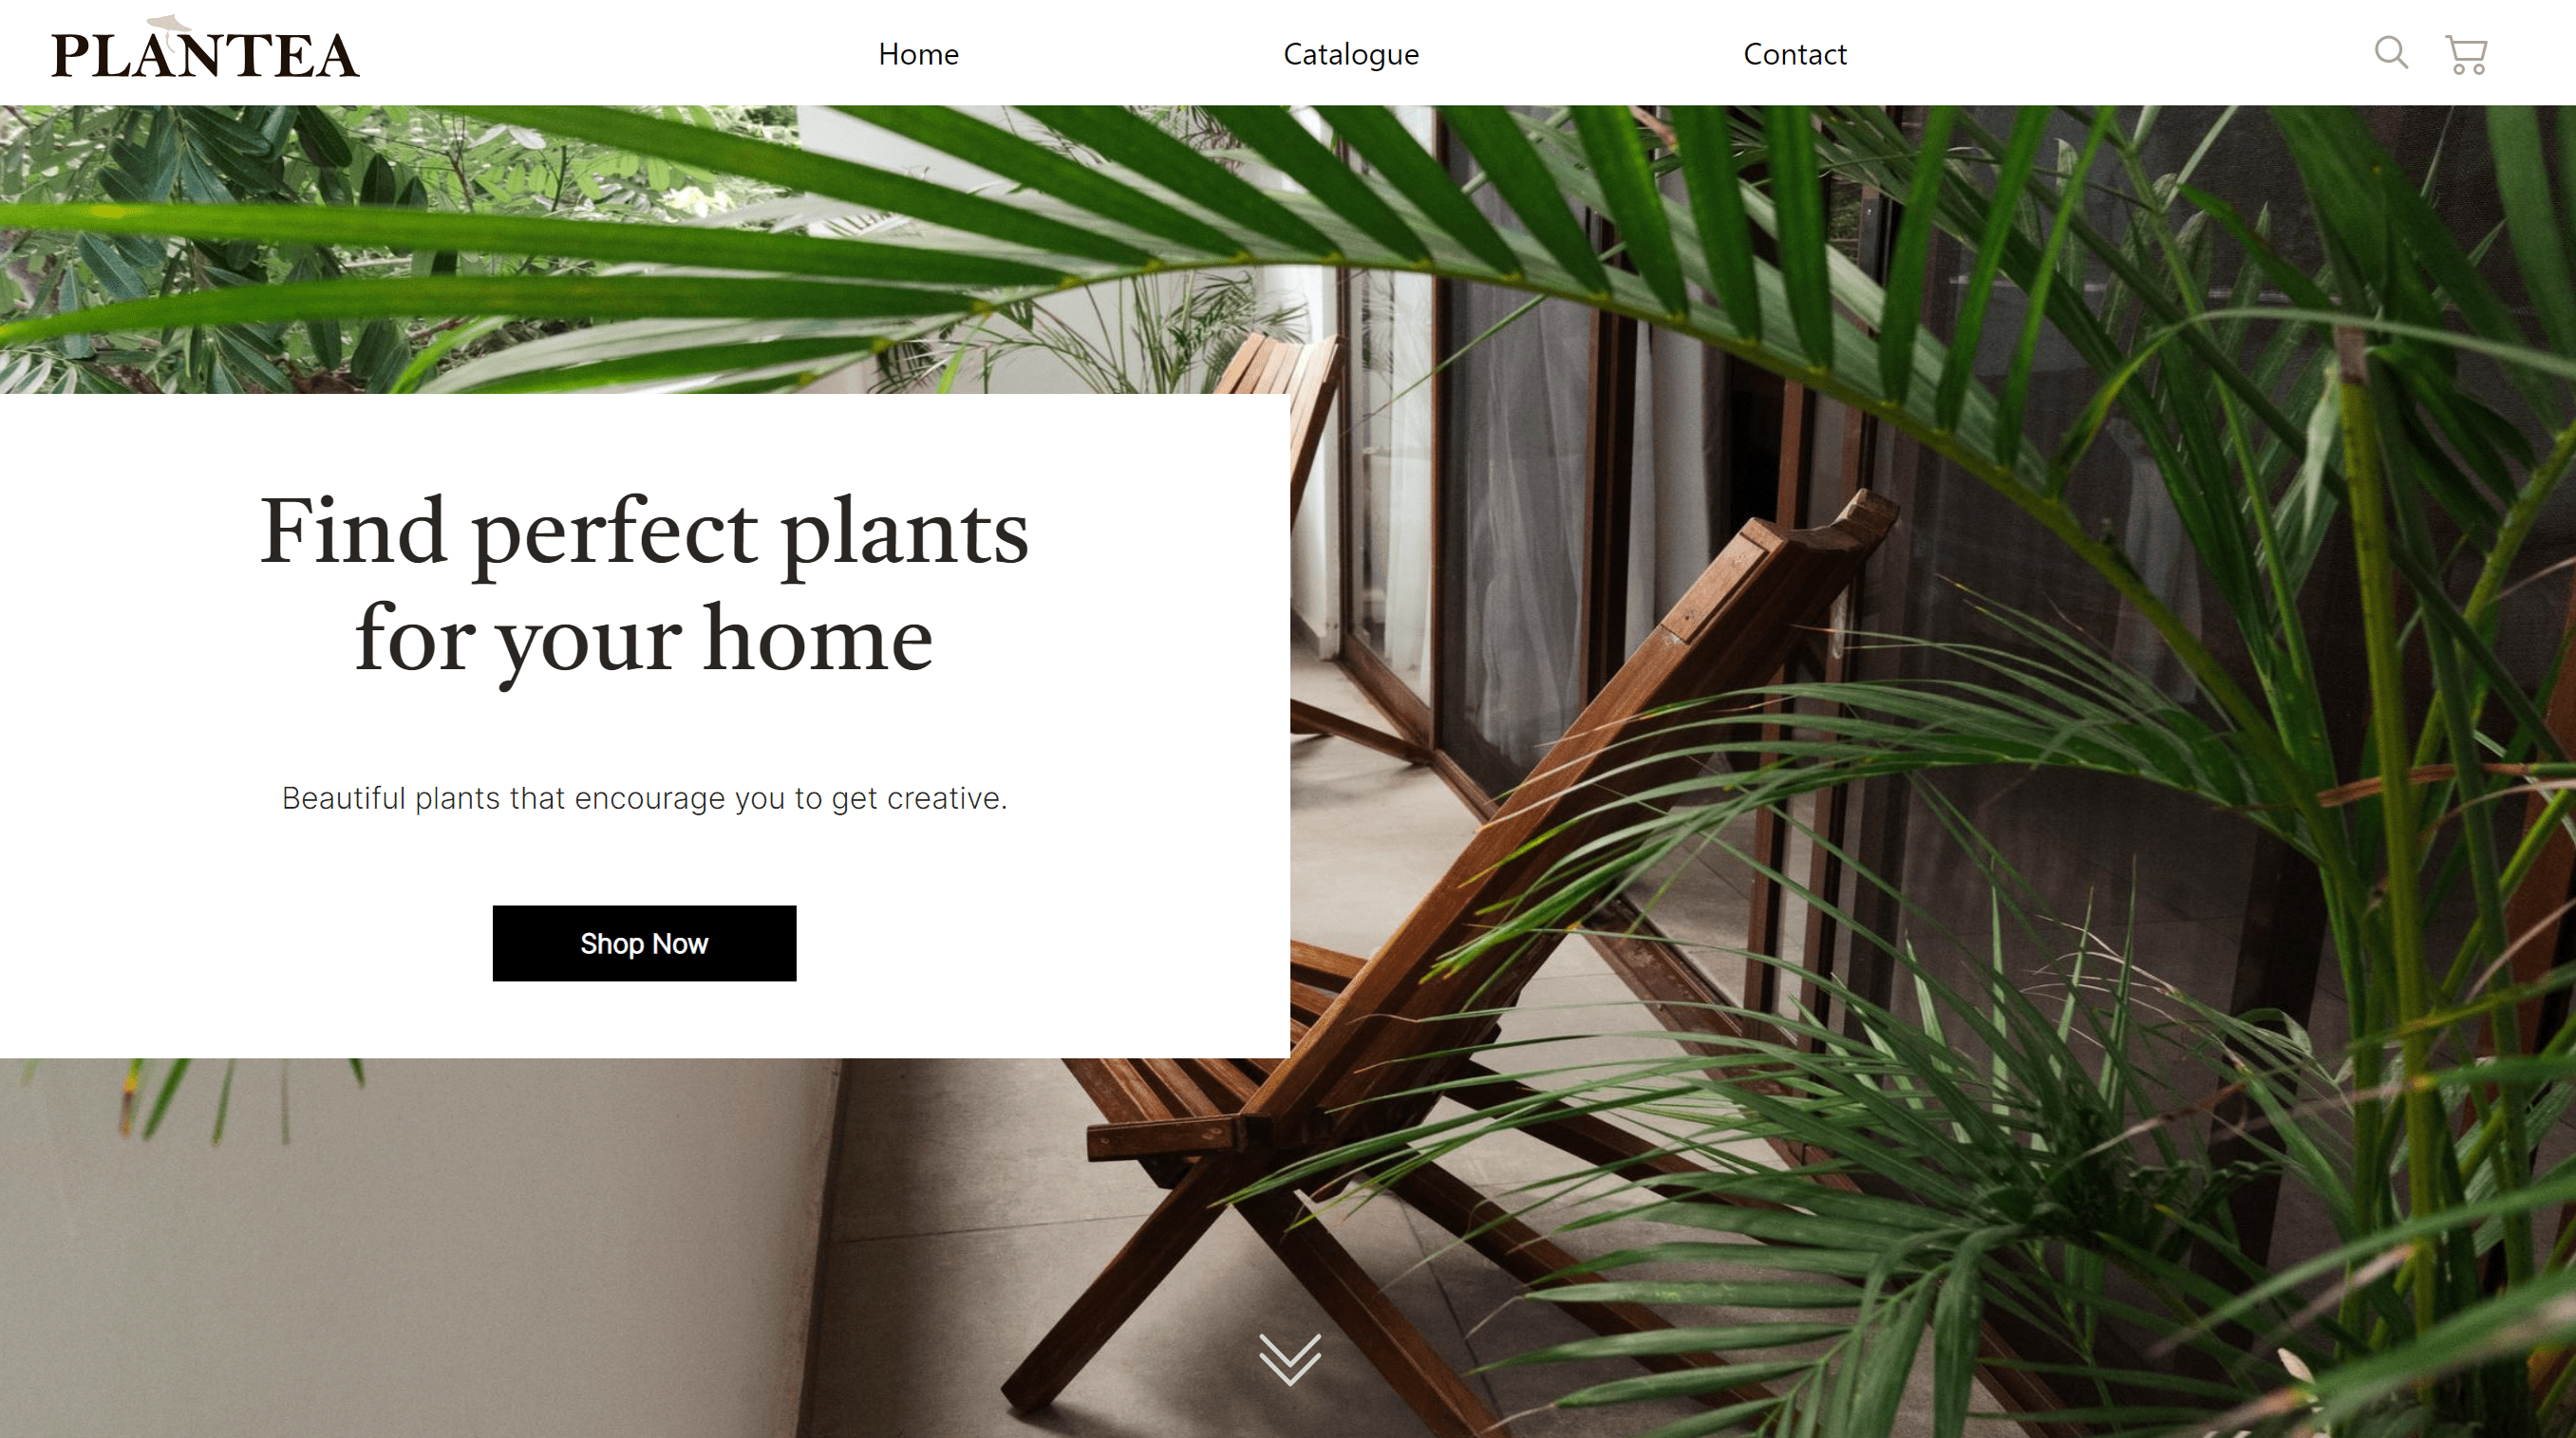 PLANTEA
Home
Catalogue
Contact
Find perfect plants
for your home
Beautiful plants that encourage you to get creative.
Shop Now